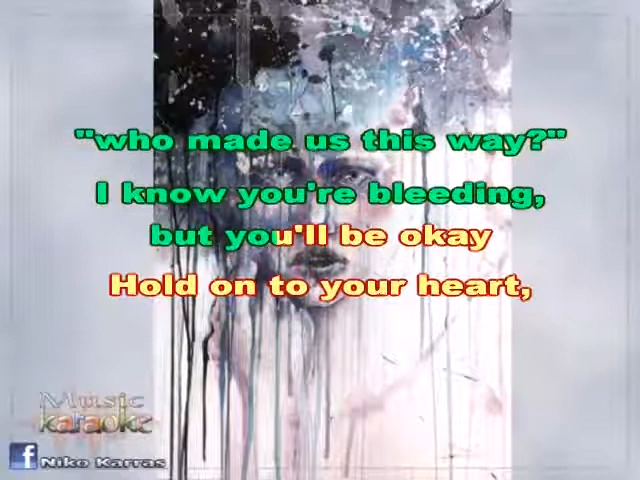 "who made us this way?"
I know you're bleeding,
but you'll be okay
Hold on to your heart,
Music
karaoke
f Niko Karras